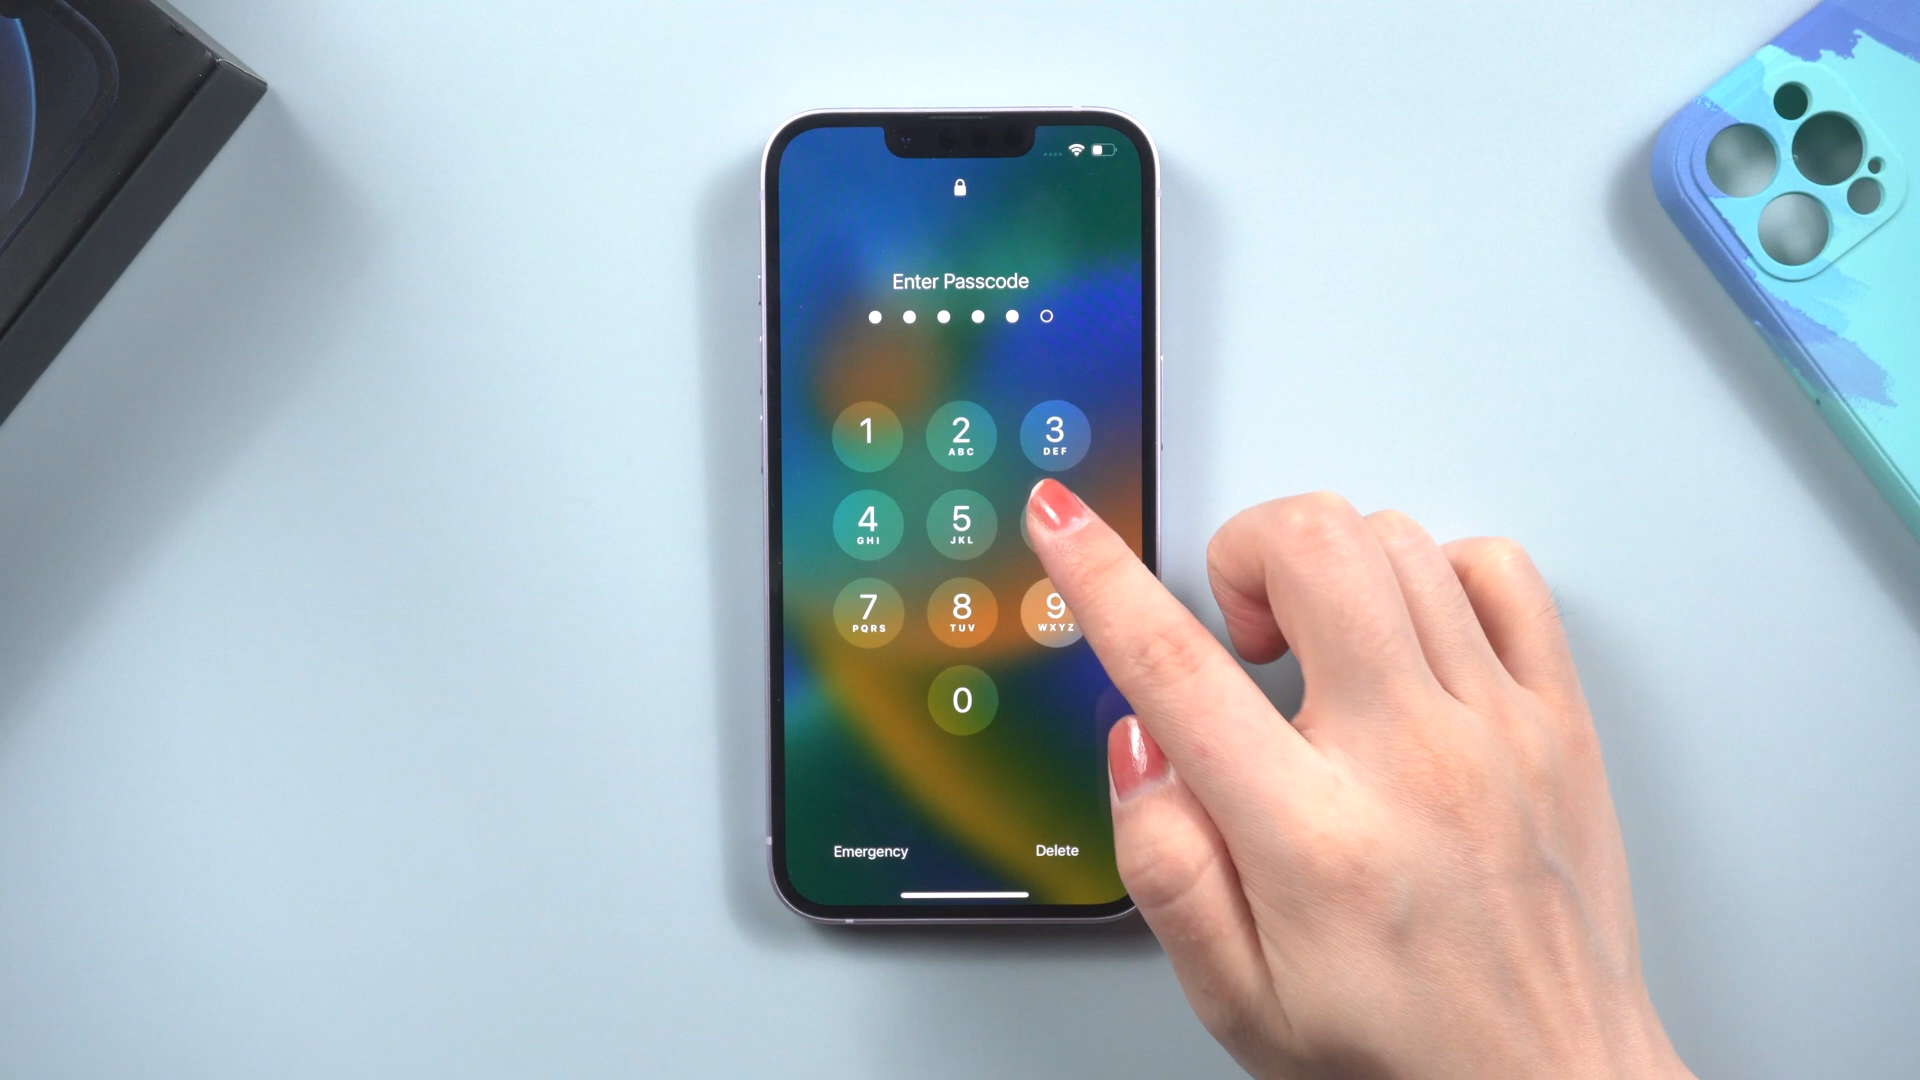 Enter Passcode
1 2 3
ABC DEF
4 5
GHI JKL
7 8 9
PQRS TUV WXYZ
0
Emergency Delete